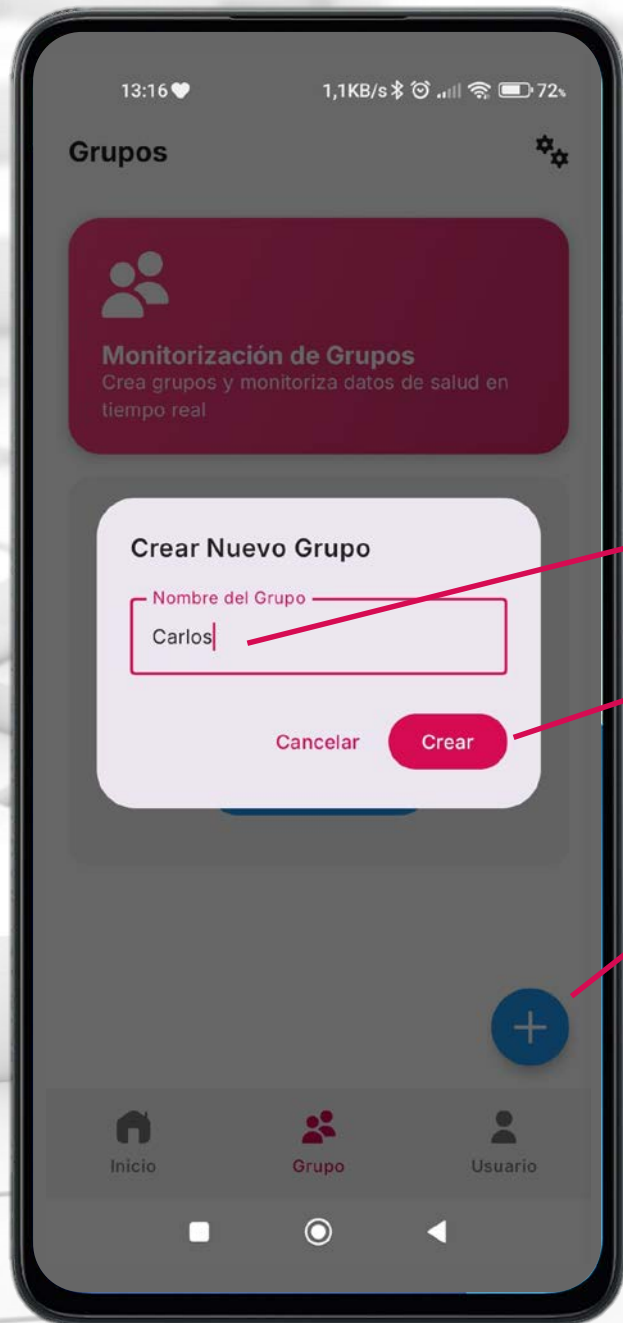 13:16
1,1KB/s 72%
Grupos
Monitorización de Grupos
Crea grupos y monitoriza datos de salud en
tiempo real
Crear Nuevo Grupo
Nombre del Grupo
Carlos
Cancelar
Crear
Inicio
Grupo
Usuario